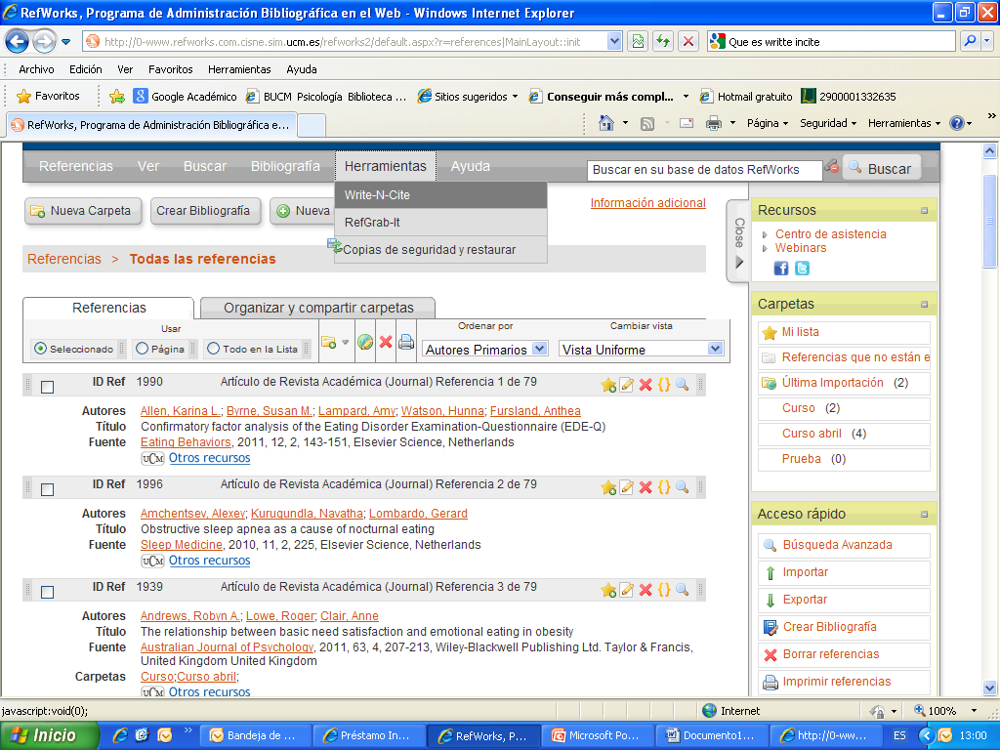 RefWorks, Programa de Administración Bibliográfica en el Web - Windows Internet Explorer
http://0-www.refworks.com.cisne.sim.ucm.es/refworks2/default.aspx?r=references|MainLayout::init
Que es writte incite
Archivo Edición Ver Favoritos Herramientas Ayuda
Favoritos Google Académico BUCM Psicología Biblioteca ... Sitios sugeridos Conseguir más compl... Hotmail gratuito 2900001332635
RefWorks, Programa de Administración Bibliográfica e... Página Seguridad Herramientas »
Referencias Ver Buscar Bibliografía Herramientas Ayuda Buscar en su base de datos RefWorks Buscar
Write-N-Cite
RefGrab-It
Copias de seguridad y restaurar
Nueva Carpeta Crear Bibliografía Nueva Información adicional
Close
Referencias > Todas las referencias
Referencias Organizar y compartir carpetas
Usar Ordenar por Cambiar vista
Seleccionado Página Todo en la Lista Autores Primarios Vista Uniforme
ID Ref 1990 Artículo de Revista Académica (Journal) Referencia 1 de 79
Autores Allen, Karina L.; Byrne, Susan M.; Lampard, Amy; Watson, Hunna; Fursland, Anthea
Título Confirmatory factor analysis of the Eating Disorder Examination-Questionnaire (EDE-Q)
Fuente Eating Behaviors, 2011, 12, 2, 143-151, Elsevier Science, Netherlands
UCM Otros recursos
ID Ref 1996 Artículo de Revista Académica (Journal) Referencia 2 de 79
Autores Amchentsev, Alexey; Kurugundla, Navatha; Lombardo, Gerard
Título Obstructive sleep apnea as a cause of nocturnal eating
Fuente Sleep Medicine, 2010, 11, 2, 225, Elsevier Science, Netherlands
UCM Otros recursos
ID Ref 1939 Artículo de Revista Académica (Journal) Referencia 3 de 79
Autores Andrews, Robyn A.; Lowe, Roger; Clair, Anne
Título The relationship between basic need satisfaction and emotional eating in obesity
Fuente Australian Journal of Psychology, 2011, 63, 4, 207-213, Wiley-Blackwell Publishing Ltd. Taylor & Francis,
United Kingdom United Kingdom
Carpetas Curso;Curso abril;
UCM Otros recursos
Recursos
Centro de asistencia
Webinars
Carpetas
Mi lista
Referencias que no están e
Última Importación (2)
Curso (2)
Curso abril (4)
Prueba (0)
Acceso rápido
Búsqueda Avanzada
Importar
Exportar
Crear Bibliografía
Borrar referencias
Imprimir referencias
javascript:void(0); Internet 100%
Inicio » Bandeja de ... Préstamo In... RefWorks, P... Microsoft Po... Documento1... http://0-ww... ES 13:00